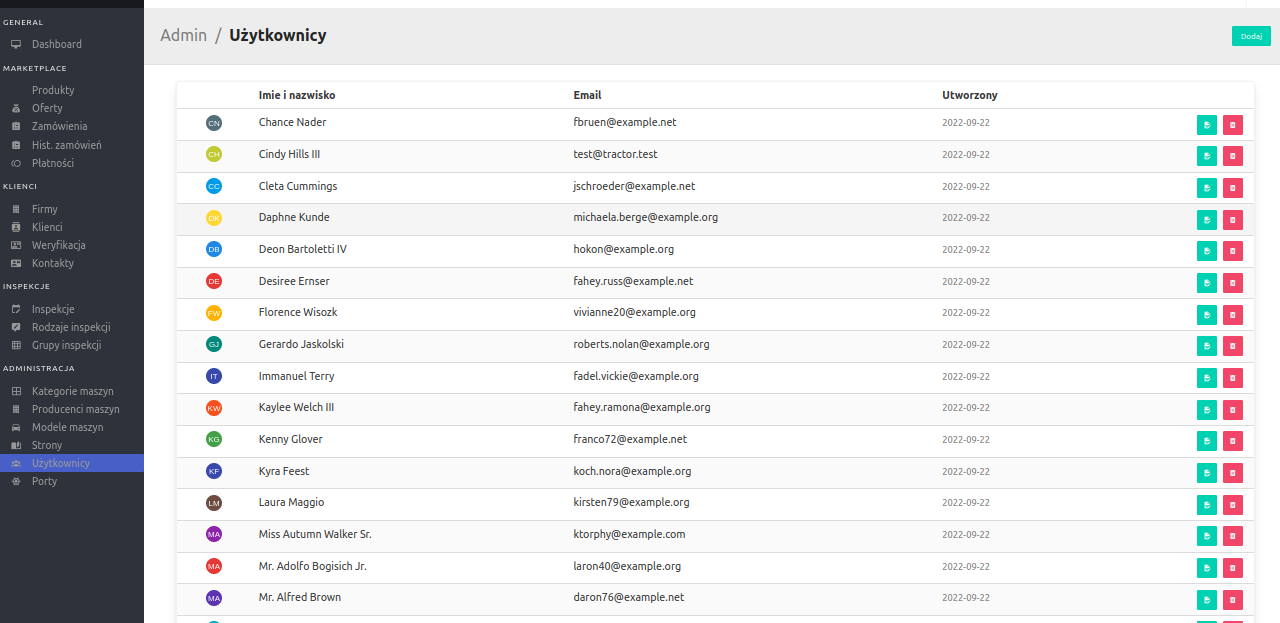 GENERAL
Dashboard
MARKETPLACE
Produkty
Oferty
Zamówienia
Hist. zamówień
Płatności
KLIENCI
Firmy
Klienci
Weryfikacja
Kontakty
INSPEKCJE
Inspekcje
Rodzaje inspekcji
Grupy inspekcji
ADMINISTRACJA
Kategorie maszyn
Producenci maszyn
Modele maszyn
Strony
Użytkownicy
Porty
Admin / Użytkownicy
Dodaj
Imie i nazwisko Email Utworzony
CN Chance Nader fbruen@example.net 2022-09-22
CH Cindy Hills III test@tractor.test 2022-09-22
CC Cleta Cummings jschroeder@example.net 2022-09-22
DK Daphne Kunde michaela.berge@example.org 2022-09-22
DB Deon Bartoletti IV hokon@example.org 2022-09-22
DE Desiree Ernser fahey.russ@example.net 2022-09-22
FW Florence Wisozk vivianne20@example.org 2022-09-22
GJ Gerardo Jaskolski roberts.nolan@example.org 2022-09-22
IT Immanuel Terry fadel.vickie@example.org 2022-09-22
KW Kaylee Welch III fahey.ramona@example.org 2022-09-22
KG Kenny Glover franco72@example.net 2022-09-22
KF Kyra Feest koch.nora@example.org 2022-09-22
LM Laura Maggio kirsten79@example.org 2022-09-22
MA Miss Autumn Walker Sr. ktorphy@example.com 2022-09-22
MA Mr. Adolfo Bogisich Jr. laron40@example.org 2022-09-22
MA Mr. Alfred Brown daron76@example.net 2022-09-22